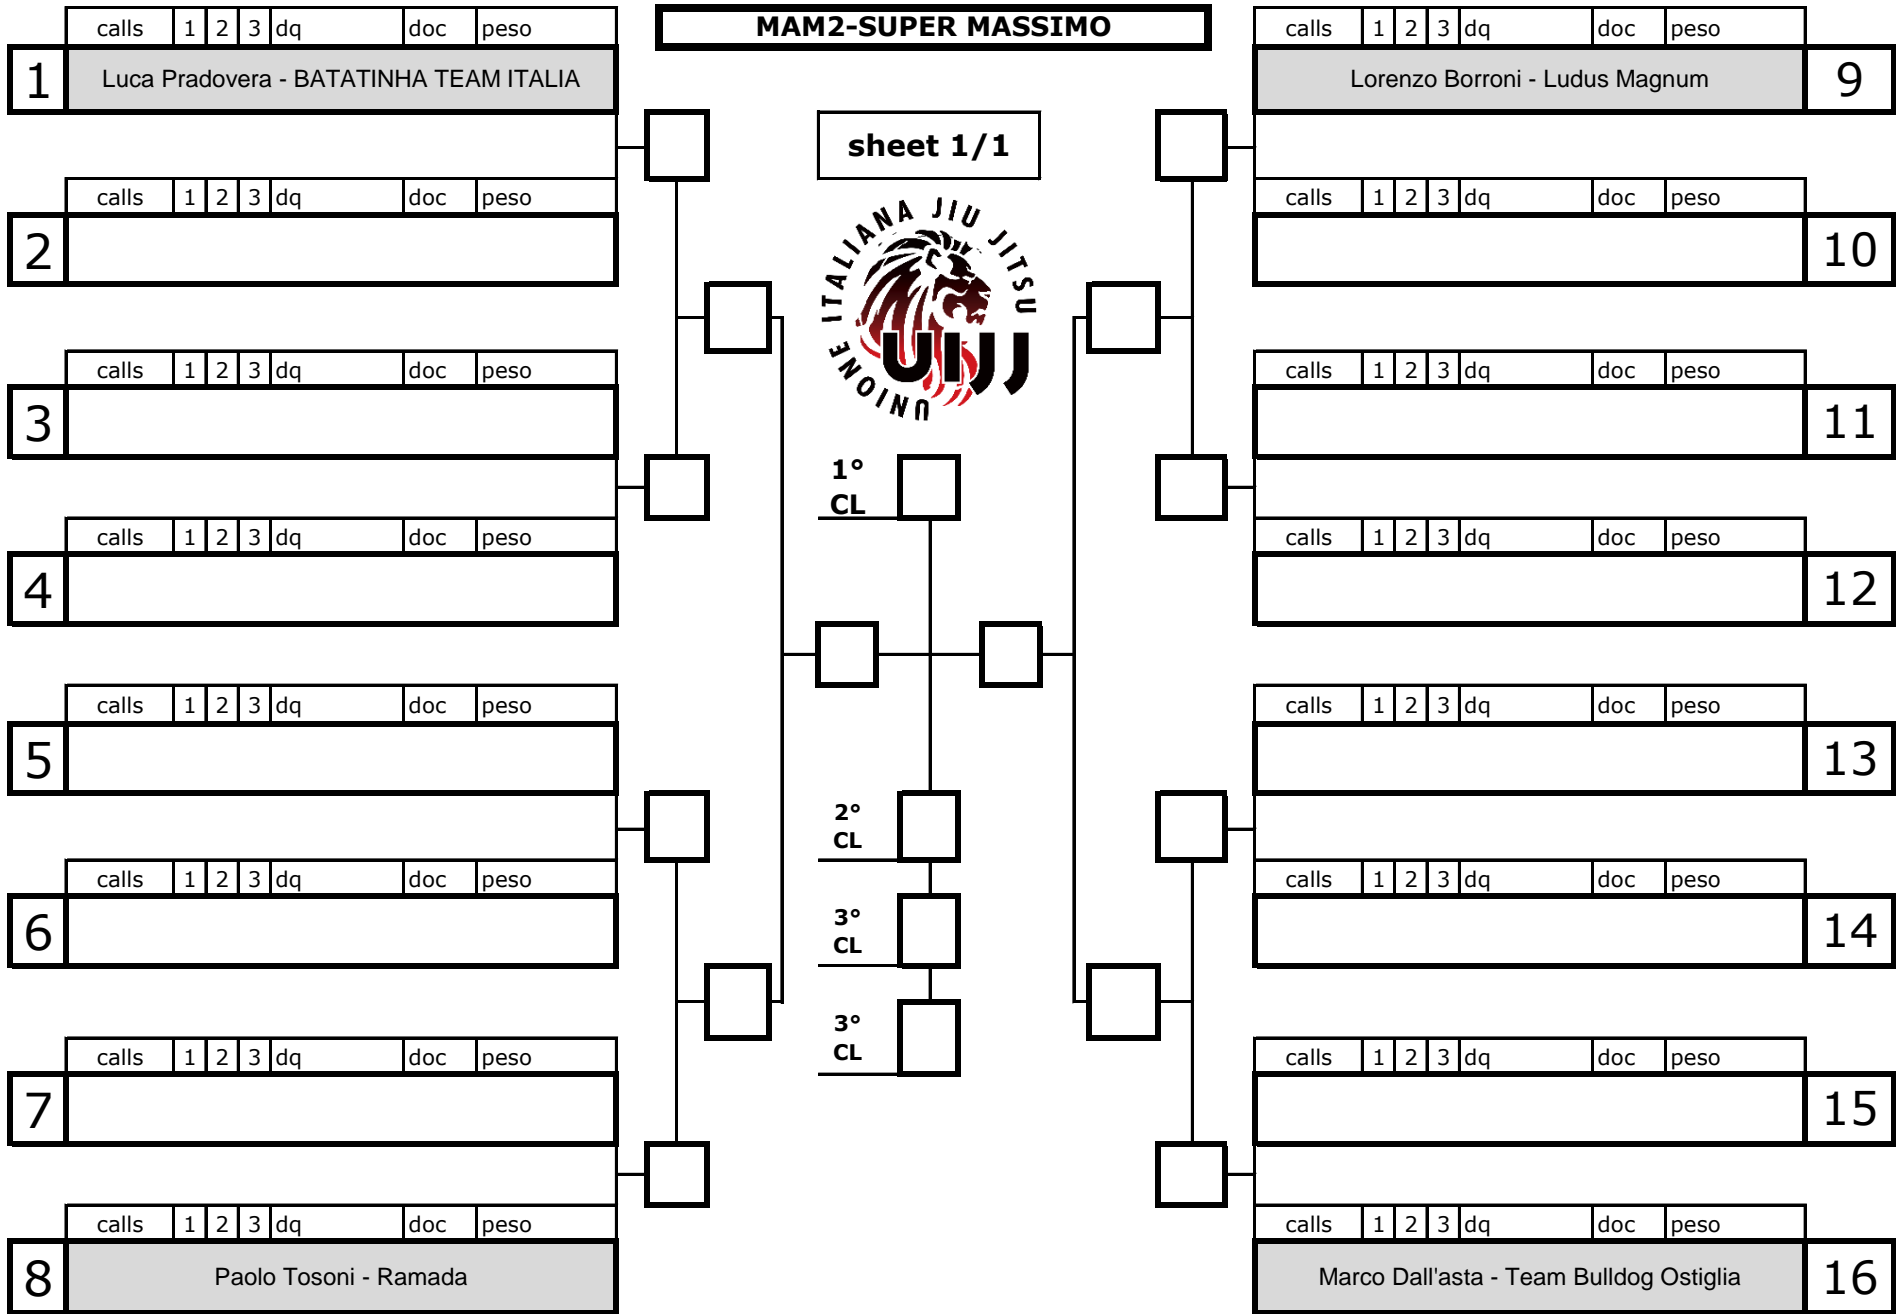 MAM2-SUPER MASSIMO
sheet 1/1
UNIONE ITALIANA JIU JITSU
UIJJ
calls 1 2 3 dq doc peso
1 Luca Pradovera - BATATINHA TEAM ITALIA
calls 1 2 3 dq doc peso
2
calls 1 2 3 dq doc peso
3
calls 1 2 3 dq doc peso
4
calls 1 2 3 dq doc peso
5
calls 1 2 3 dq doc peso
6
calls 1 2 3 dq doc peso
7
calls 1 2 3 dq doc peso
8 Paolo Tosoni - Ramada
1°
CL
2°
CL
3°
CL
3°
CL
calls 1 2 3 dq doc peso
Lorenzo Borroni - Ludus Magnum 9
calls 1 2 3 dq doc peso
10
calls 1 2 3 dq doc peso
11
calls 1 2 3 dq doc peso
12
calls 1 2 3 dq doc peso
13
calls 1 2 3 dq doc peso
14
calls 1 2 3 dq doc peso
15
calls 1 2 3 dq doc peso
Marco Dall'asta - Team Bulldog Ostiglia 16